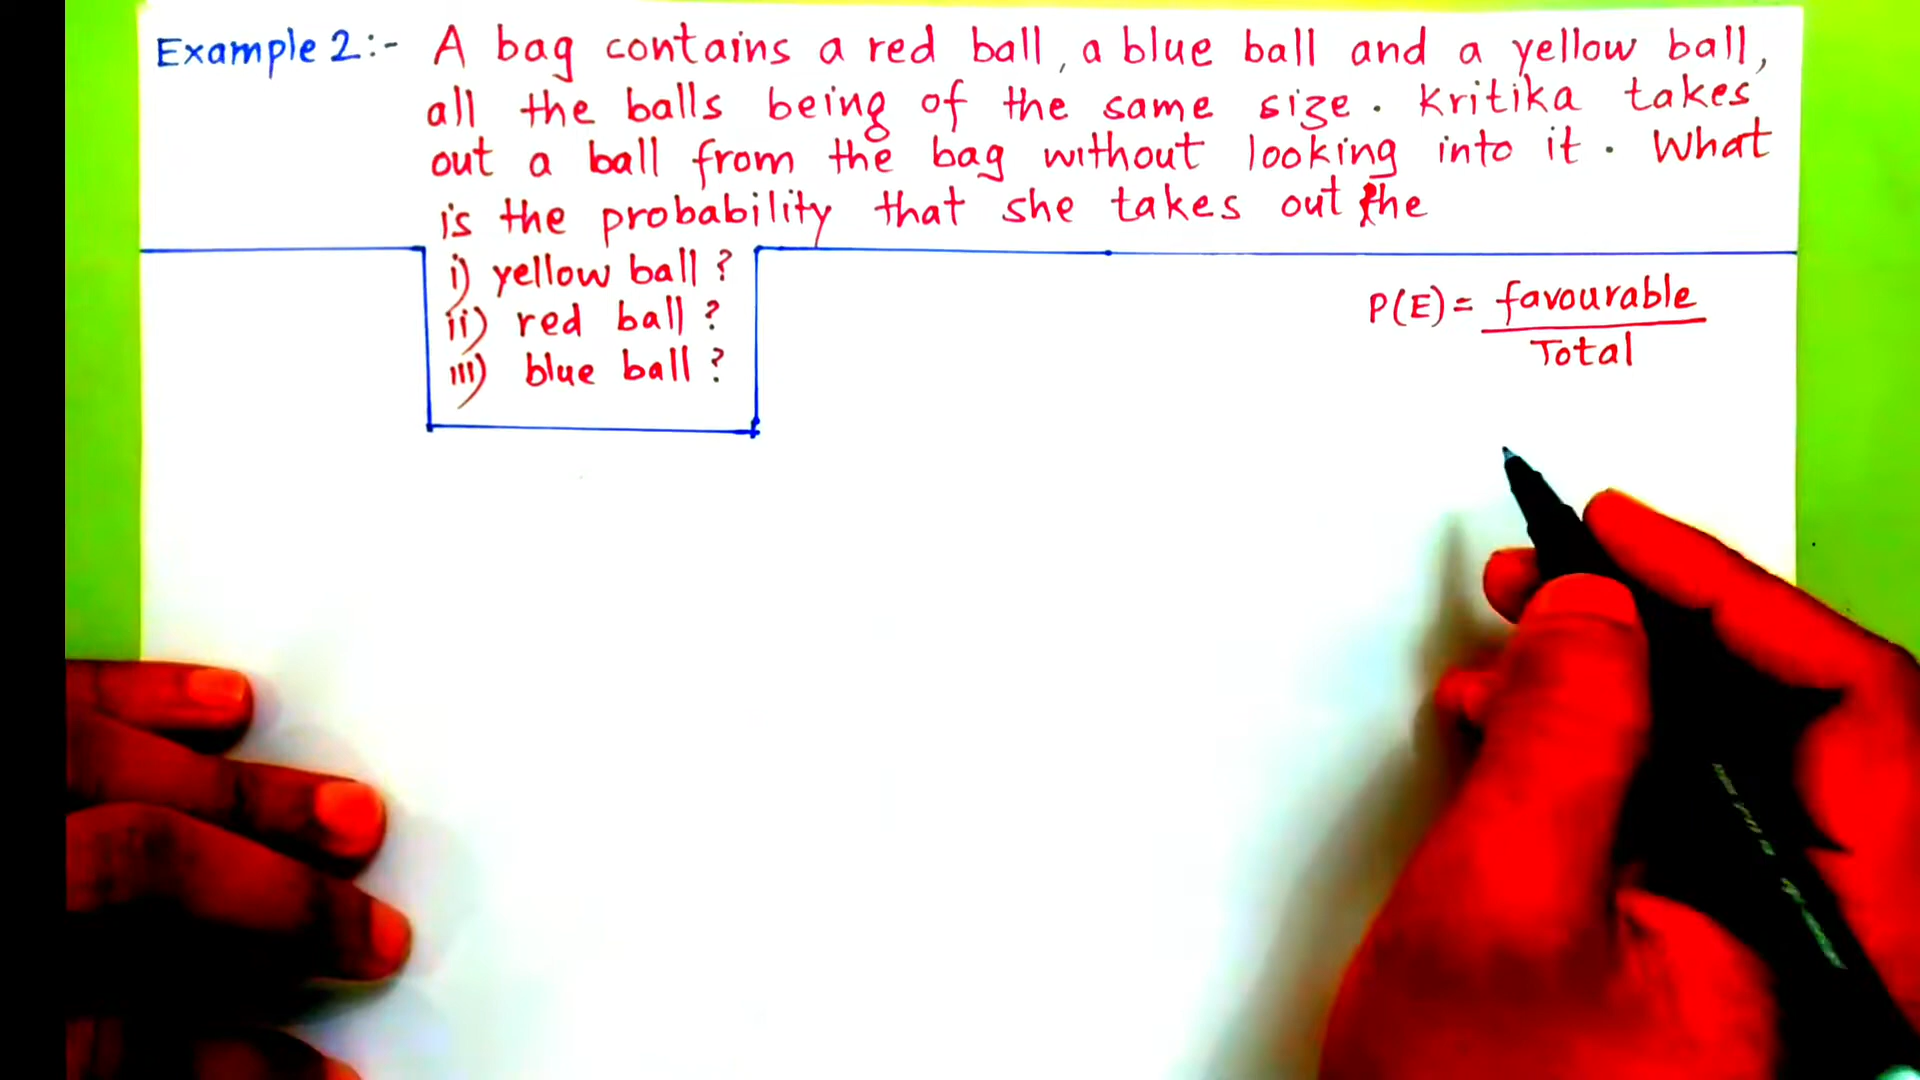 Example 2:- A bag contains a red ball, a blue ball and a yellow ball,
all the balls being of the same size. Kritika takes
out a ball from the bag without looking into it. What
is the probability that she takes out the
i) yellow ball ?
ii) red ball ?
iii) blue ball ?
P(E) = favourable
Total